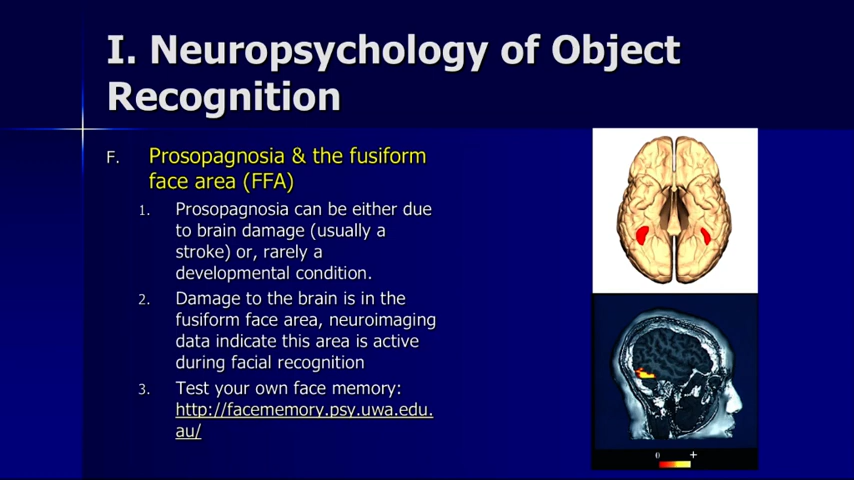 I. Neuropsychology of Object
Recognition
F. Prosopagnosia & the fusiform
face area (FFA)
1. Prosopagnosia can be either due
to brain damage (usually a
stroke) or, rarely a
developmental condition.
2. Damage to the brain is in the
fusiform face area, neuroimaging
data indicate this area is active
during facial recognition
3. Test your own face memory:
http://facememory.psy.uwa.edu.
au/
0 +